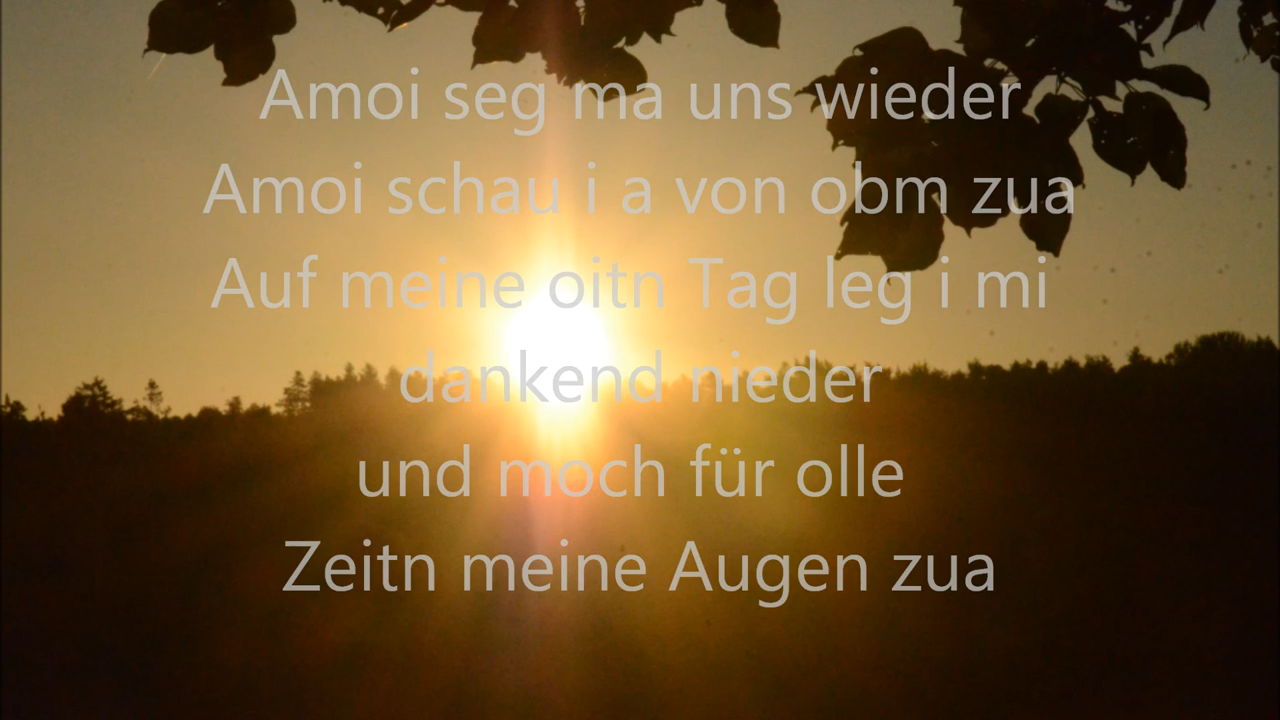 Amoi seg ma uns wieder
Amoi schau i a von obm zua
Auf meine oitn Tag leg i mi
dankend nieder
und moch für olle
Zeitn meine Augen zua